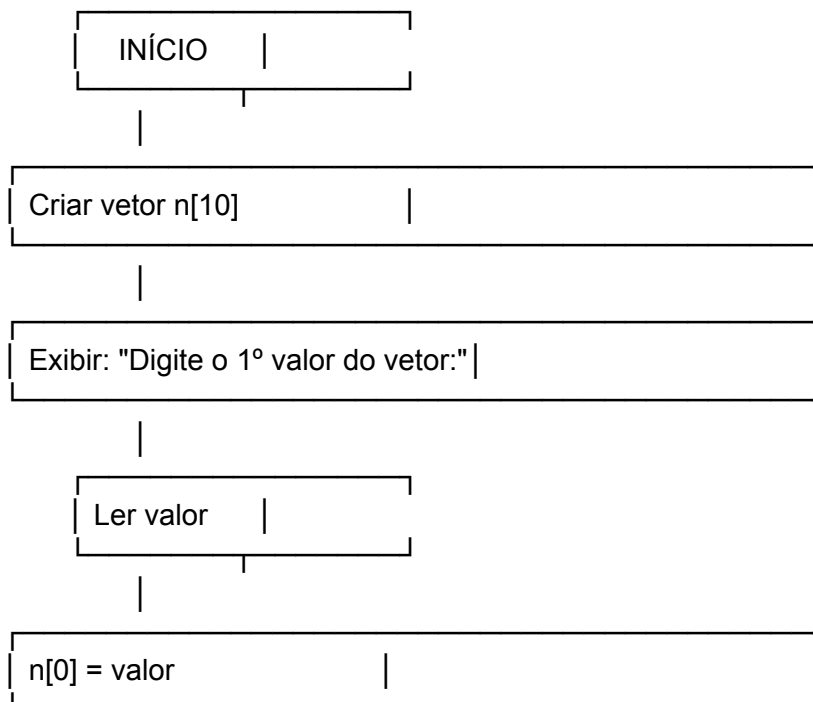 INÍCIO
Criar vetor n[10]
Exibir: "Digite o 1º valor do vetor:"
Ler valor
n[0] = valor